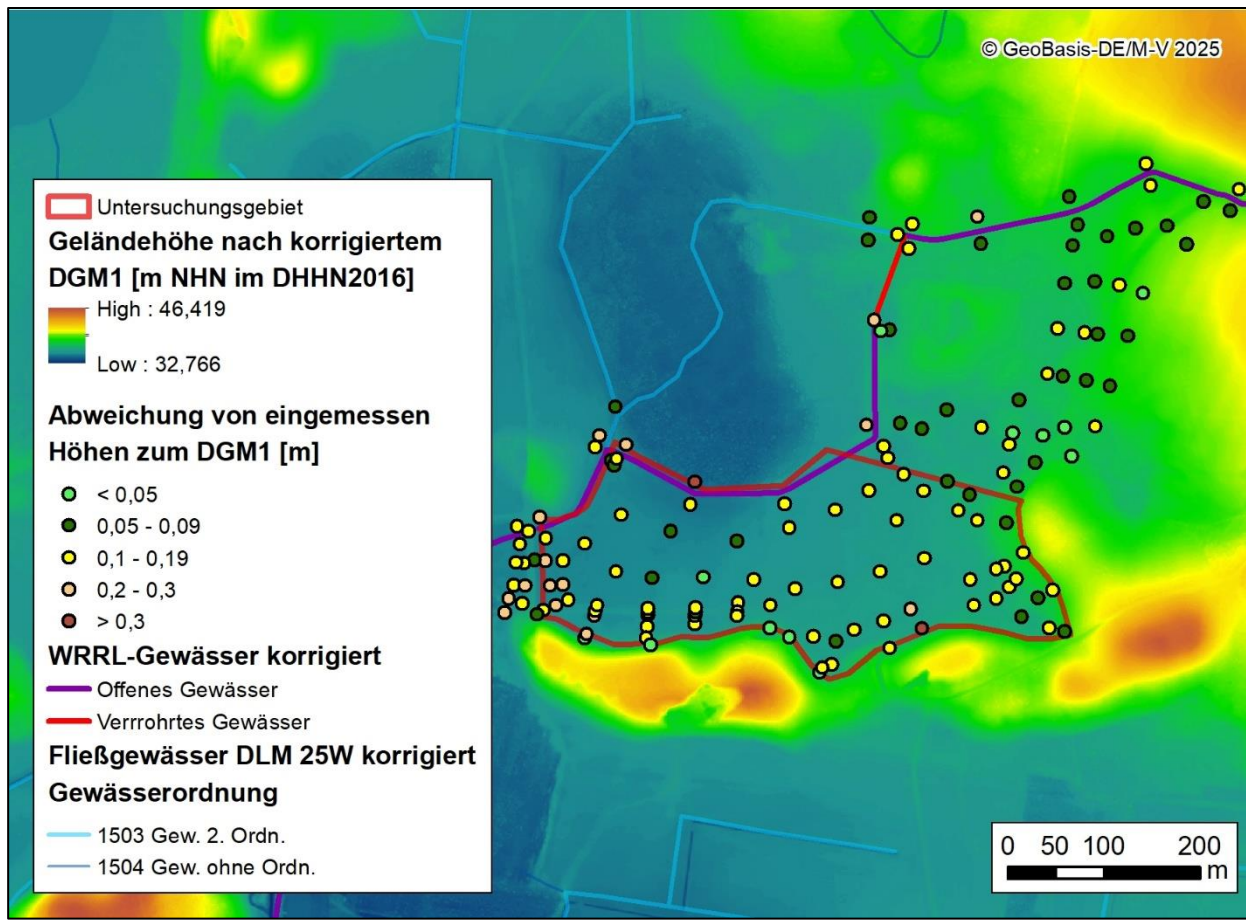 © GeoBasis-DE/M-V 2025
Untersuchungsgebiet
Geländehöhe nach korrigiertem
DGM1 [m NHN im DHHN2016]
High : 46,419
Low : 32,766
Abweichung von eingemessen
Höhen zum DGM1 [m]
< 0,05
0,05 - 0,09
0,1 - 0,19
0,2 - 0,3
> 0,3
WRRL-Gewässer korrigiert
Offenes Gewässer
Verrrohrtes Gewässer
Fließgewässer DLM 25W korrigiert
Gewässerordnung
1503 Gew. 2. Ordn.
1504 Gew. ohne Ordn.
0 50 100 200
m